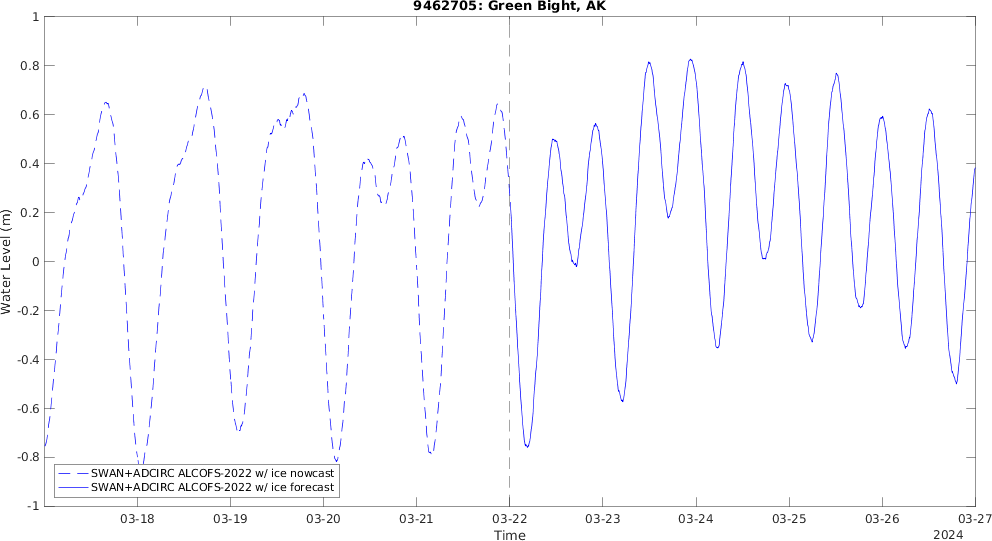 9462705: Green Bight, AK
1
0.8
0.6
0.4
0.2
0
-0.2
-0.4
-0.6
-0.8
-1
Water Level (m)
SWAN+ADCIRC ALCOFS-2022 w/ ice nowcast
SWAN+ADCIRC ALCOFS-2022 w/ ice forecast
03-18 03-19 03-20 03-21 03-22 03-23 03-24 03-25 03-26 03-27
Time
2024